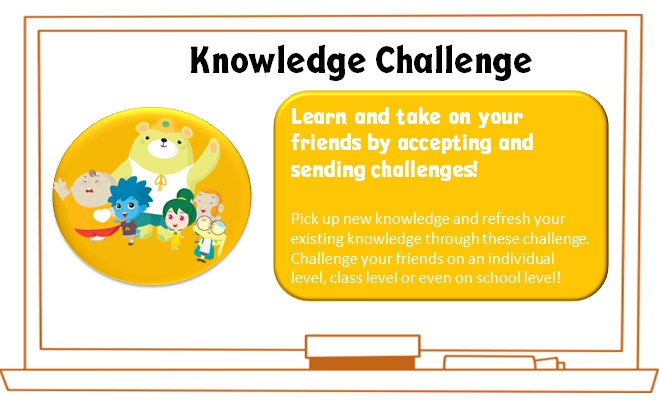 Knowledge Challenge
Learn and take on your
friends by accepting and
sending challenges!
Pick up new knowledge and refresh your
existing knowledge through these challenge.
Challenge your friends on an individual
level, class level or even on school level!